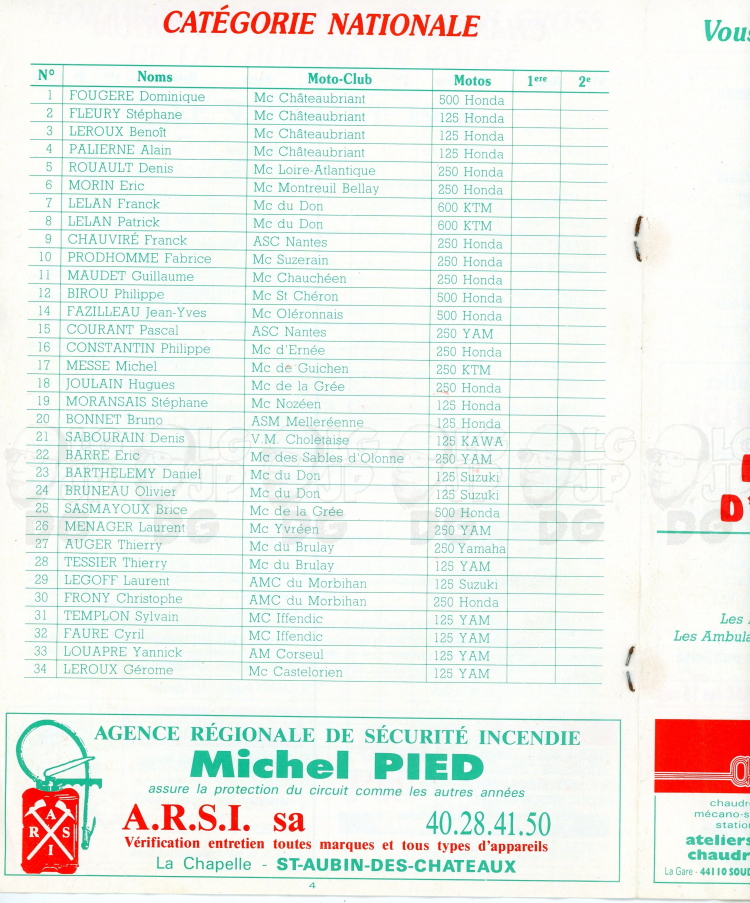 CATÉGORIE NATIONALE
N° Noms Moto-Club Motos 1ere 2e
1 FOUGERE Dominique Mc Châteaubriant 500 Honda
2 FLEURY Stéphane Mc Châteaubriant 125 Honda
3 LEROUX Benoît Mc Châteaubriant 125 Honda
4 PALIERNE Alain Mc Châteaubriant 125 Honda
5 ROUAULT Denis Mc Loire-Atlantique 250 Honda
6 MORIN Eric Mc Montreuil Bellay 250 Honda
7 LELAN Franck Mc du Don 600 KTM
8 LELAN Patrick Mc du Don 600 KTM
9 CHAUVIRÉ Franck ASC Nantes 250 Honda
10 PRODHOMME Fabrice Mc Suzerain 250 Honda
11 MAUDET Guillaume Mc Chauchéen 250 Honda
12 BIROU Philippe Mc St Chéron 500 Honda
14 FAZILLEAU Jean-Yves Mc Oléronnais 500 Honda
15 COURANT Pascal ASC Nantes 250 YAM
16 CONSTANTIN Philippe Mc d'Ernée 250 Honda
17 MESSE Michel Mc de Guichen 250 KTM
18 JOULAIN Hugues Mc de la Grée 250 Honda
19 MORANSAIS Stéphane Mc Nozéen 125 Honda
20 BONNET Bruno ASM Melleréenne 125 Honda
21 SABOURAIN Denis V.M. Choletaise 125 KAWA
22 BARRE Eric Mc des Sables d'Olonne 250 YAM
23 BARTHELEMY Daniel Mc du Don 125 Suzuki
24 BRUNEAU Olivier Mc du Don 125 Suzuki
25 SASMAYOUX Brice Mc de la Grée 500 Honda
26 MENAGER Laurent Mc Yvréen 250 YAM
27 AUGER Thierry Mc du Brulay 250 Yamaha
28 TESSIER Thierry Mc du Brulay 125 YAM
29 LEGOFF Laurent AMC du Morbihan 125 Suzuki
30 FRONY Christophe AMC du Morbihan 250 Honda
31 TEMPLON Sylvain MC Iffendic 125 YAM
32 FAURE Cyril MC Iffendic 125 YAM
33 LOUAPRE Yannick AM Corseul 125 YAM
34 LEROUX Gérome Mc Castelorien 125 YAM
AGENCE RÉGIONALE DE SÉCURITÉ INCENDIE
Michel PIED
assure la protection du circuit comme les autres années
A.R.S.I. sa 40.28.41.50
Vérification entretien toutes marques et tous types d'appareils
La Chapelle - ST-AUBIN-DES-CHATEAUX
A
R S
I
4
Vous
D'
Les
Les Ambula
chaudr
mécano-s
statio
ateliers
chaudr
La Gare - 44110 SOUD
LG
JP
DG